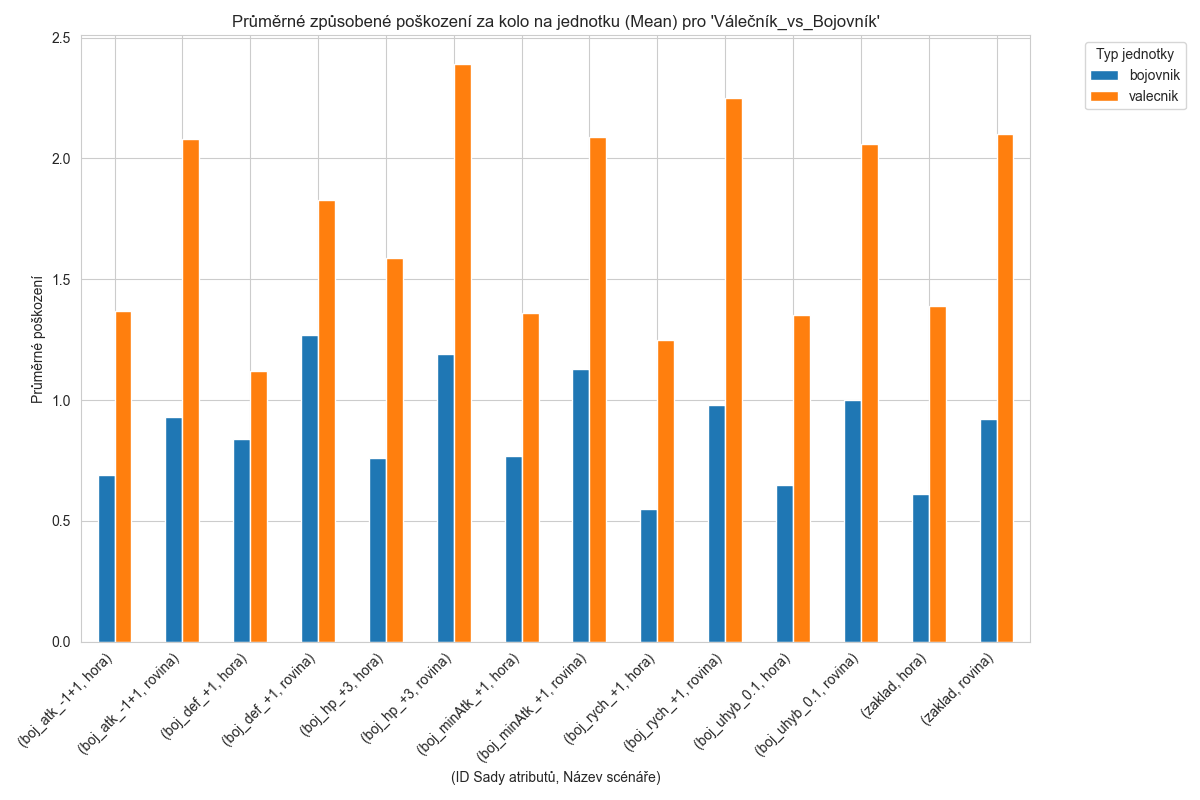 Průměrné způsobené poškození za kolo na jednotku (Mean) pro 'Válečník_vs_Bojovník'
Typ jednotky
bojovnik
valecnik
Průměrné poškození
2.5
2.0
1.5
1.0
0.5
0.0
(boj_atk_-1+1, hora)
(boj_atk_-1+1, rovina)
(boj_def_+1, hora)
(boj_def_+1, rovina)
(boj_hp_+3, hora)
(boj_hp_+3, rovina)
(boj_minAtk_+1, hora)
(boj_minAtk_+1, rovina)
(boj_rych_+1, hora)
(boj_rych_+1, rovina)
(boj_uhyb_0.1, hora)
(boj_uhyb_0.1, rovina)
(zaklad, hora)
(zaklad, rovina)
(ID Sady atributů, Název scénáře)